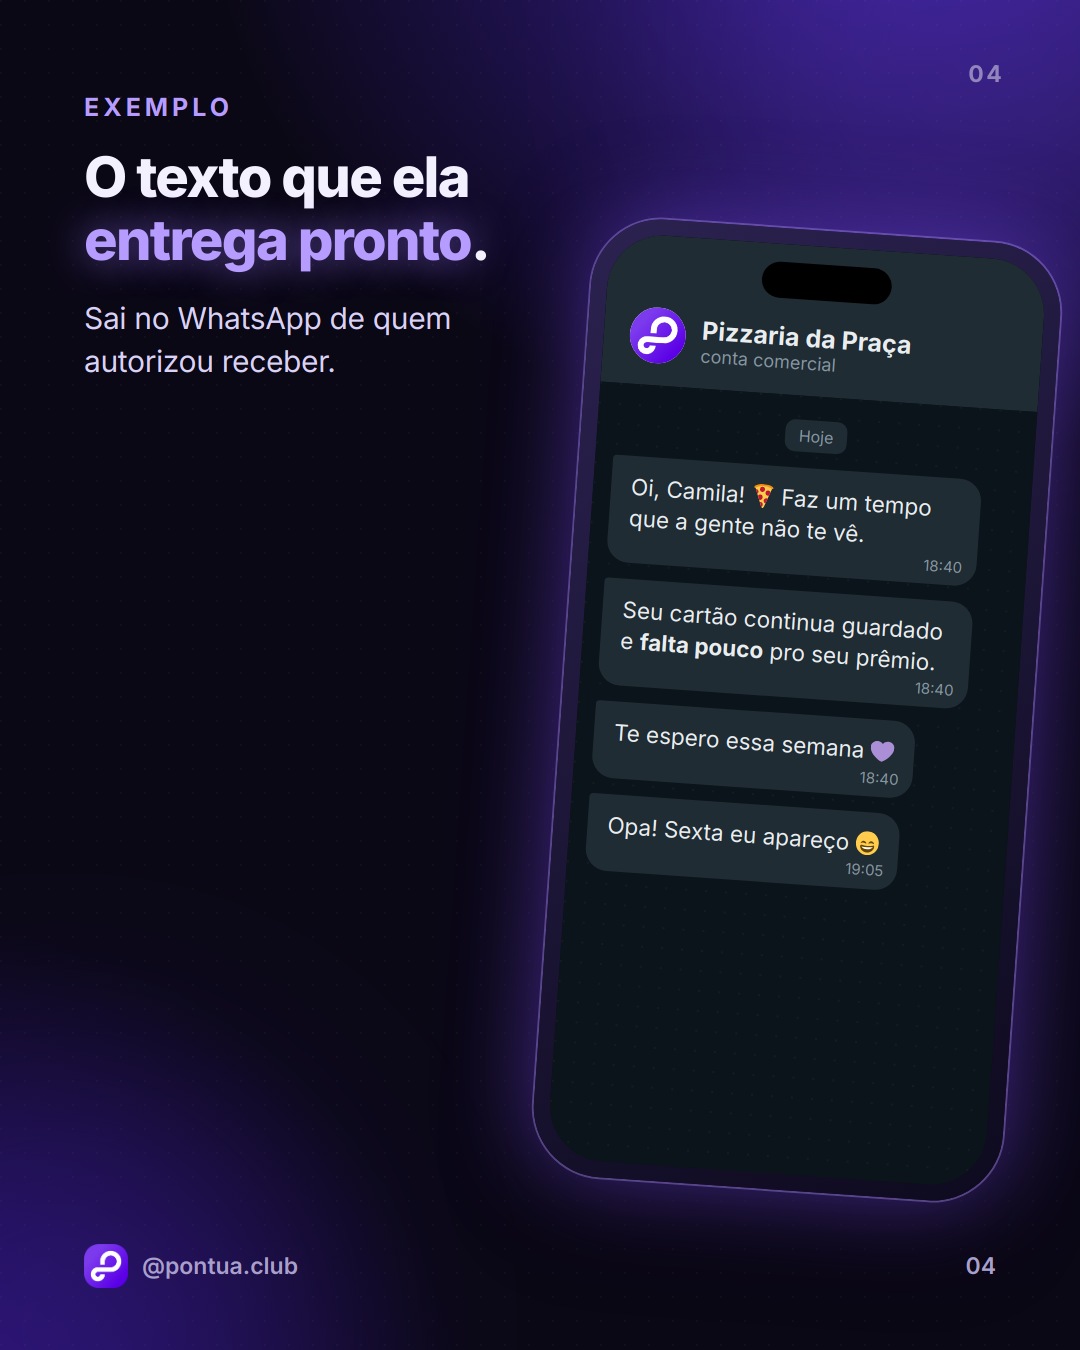 04
EXEMPLO
O texto que ela
entrega pronto.
Sai no WhatsApp de quem
autorizou receber.
Pizzaria da Praça
conta comercial
Hoje
Oi, Camila! 🍕 Faz um tempo
que a gente não te vê.
18:40
Seu cartão continua guardado
e falta pouco pro seu prêmio.
18:40
Te espero essa semana 💜
18:40
Opa! Sexta eu apareço 😄
19:05
@pontua.club
04